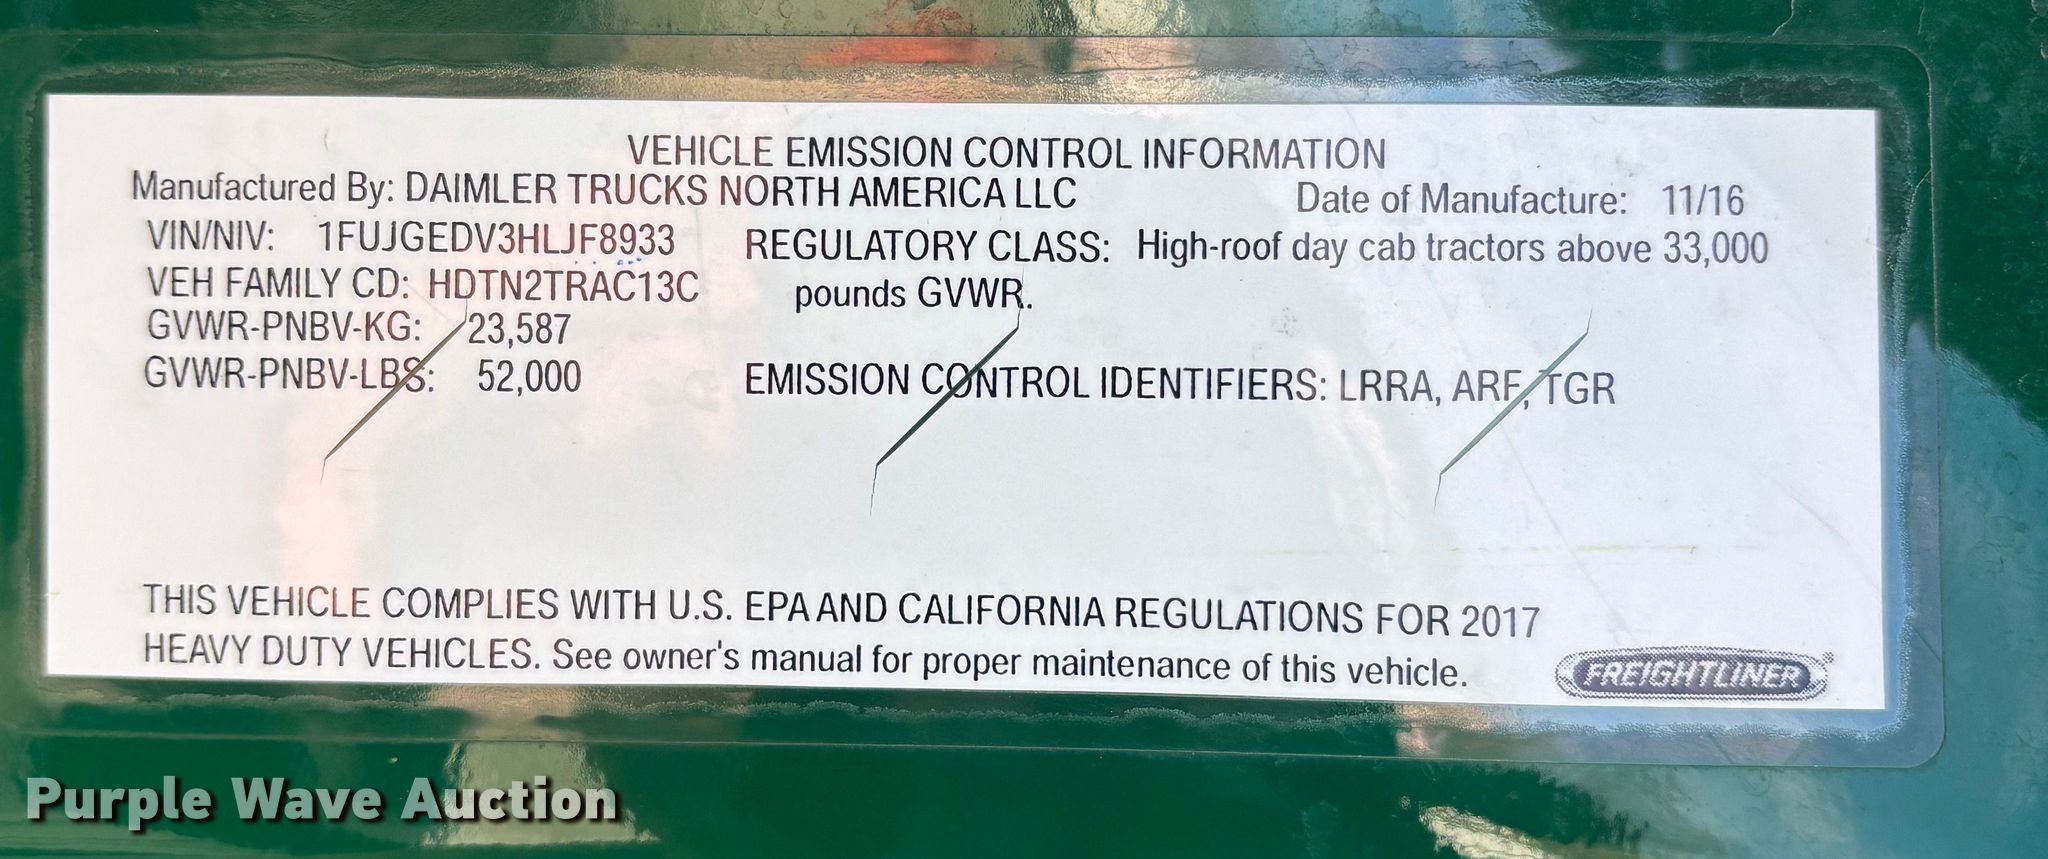 VEHICLE EMISSION CONTROL INFORMATION
Manufactured By: DAIMLER TRUCKS NORTH AMERICA LLC Date of Manufacture: 11/16
VIN/NIV: 1FUJGEDV3HLJF8933 REGULATORY CLASS: High-roof day cab tractors above 33,000
VEH FAMILY CD: HDTN2TRAC13C pounds GVWR.
GVWR-PNBV-KG: 23,587
GVWR-PNBV-LBS: 52,000 EMISSION CONTROL IDENTIFIERS: LRRA, ARF, TGR
THIS VEHICLE COMPLIES WITH U.S. EPA AND CALIFORNIA REGULATIONS FOR 2017
HEAVY DUTY VEHICLES. See owner's manual for proper maintenance of this vehicle.
FREIGHTLINER
Purple Wave Auction